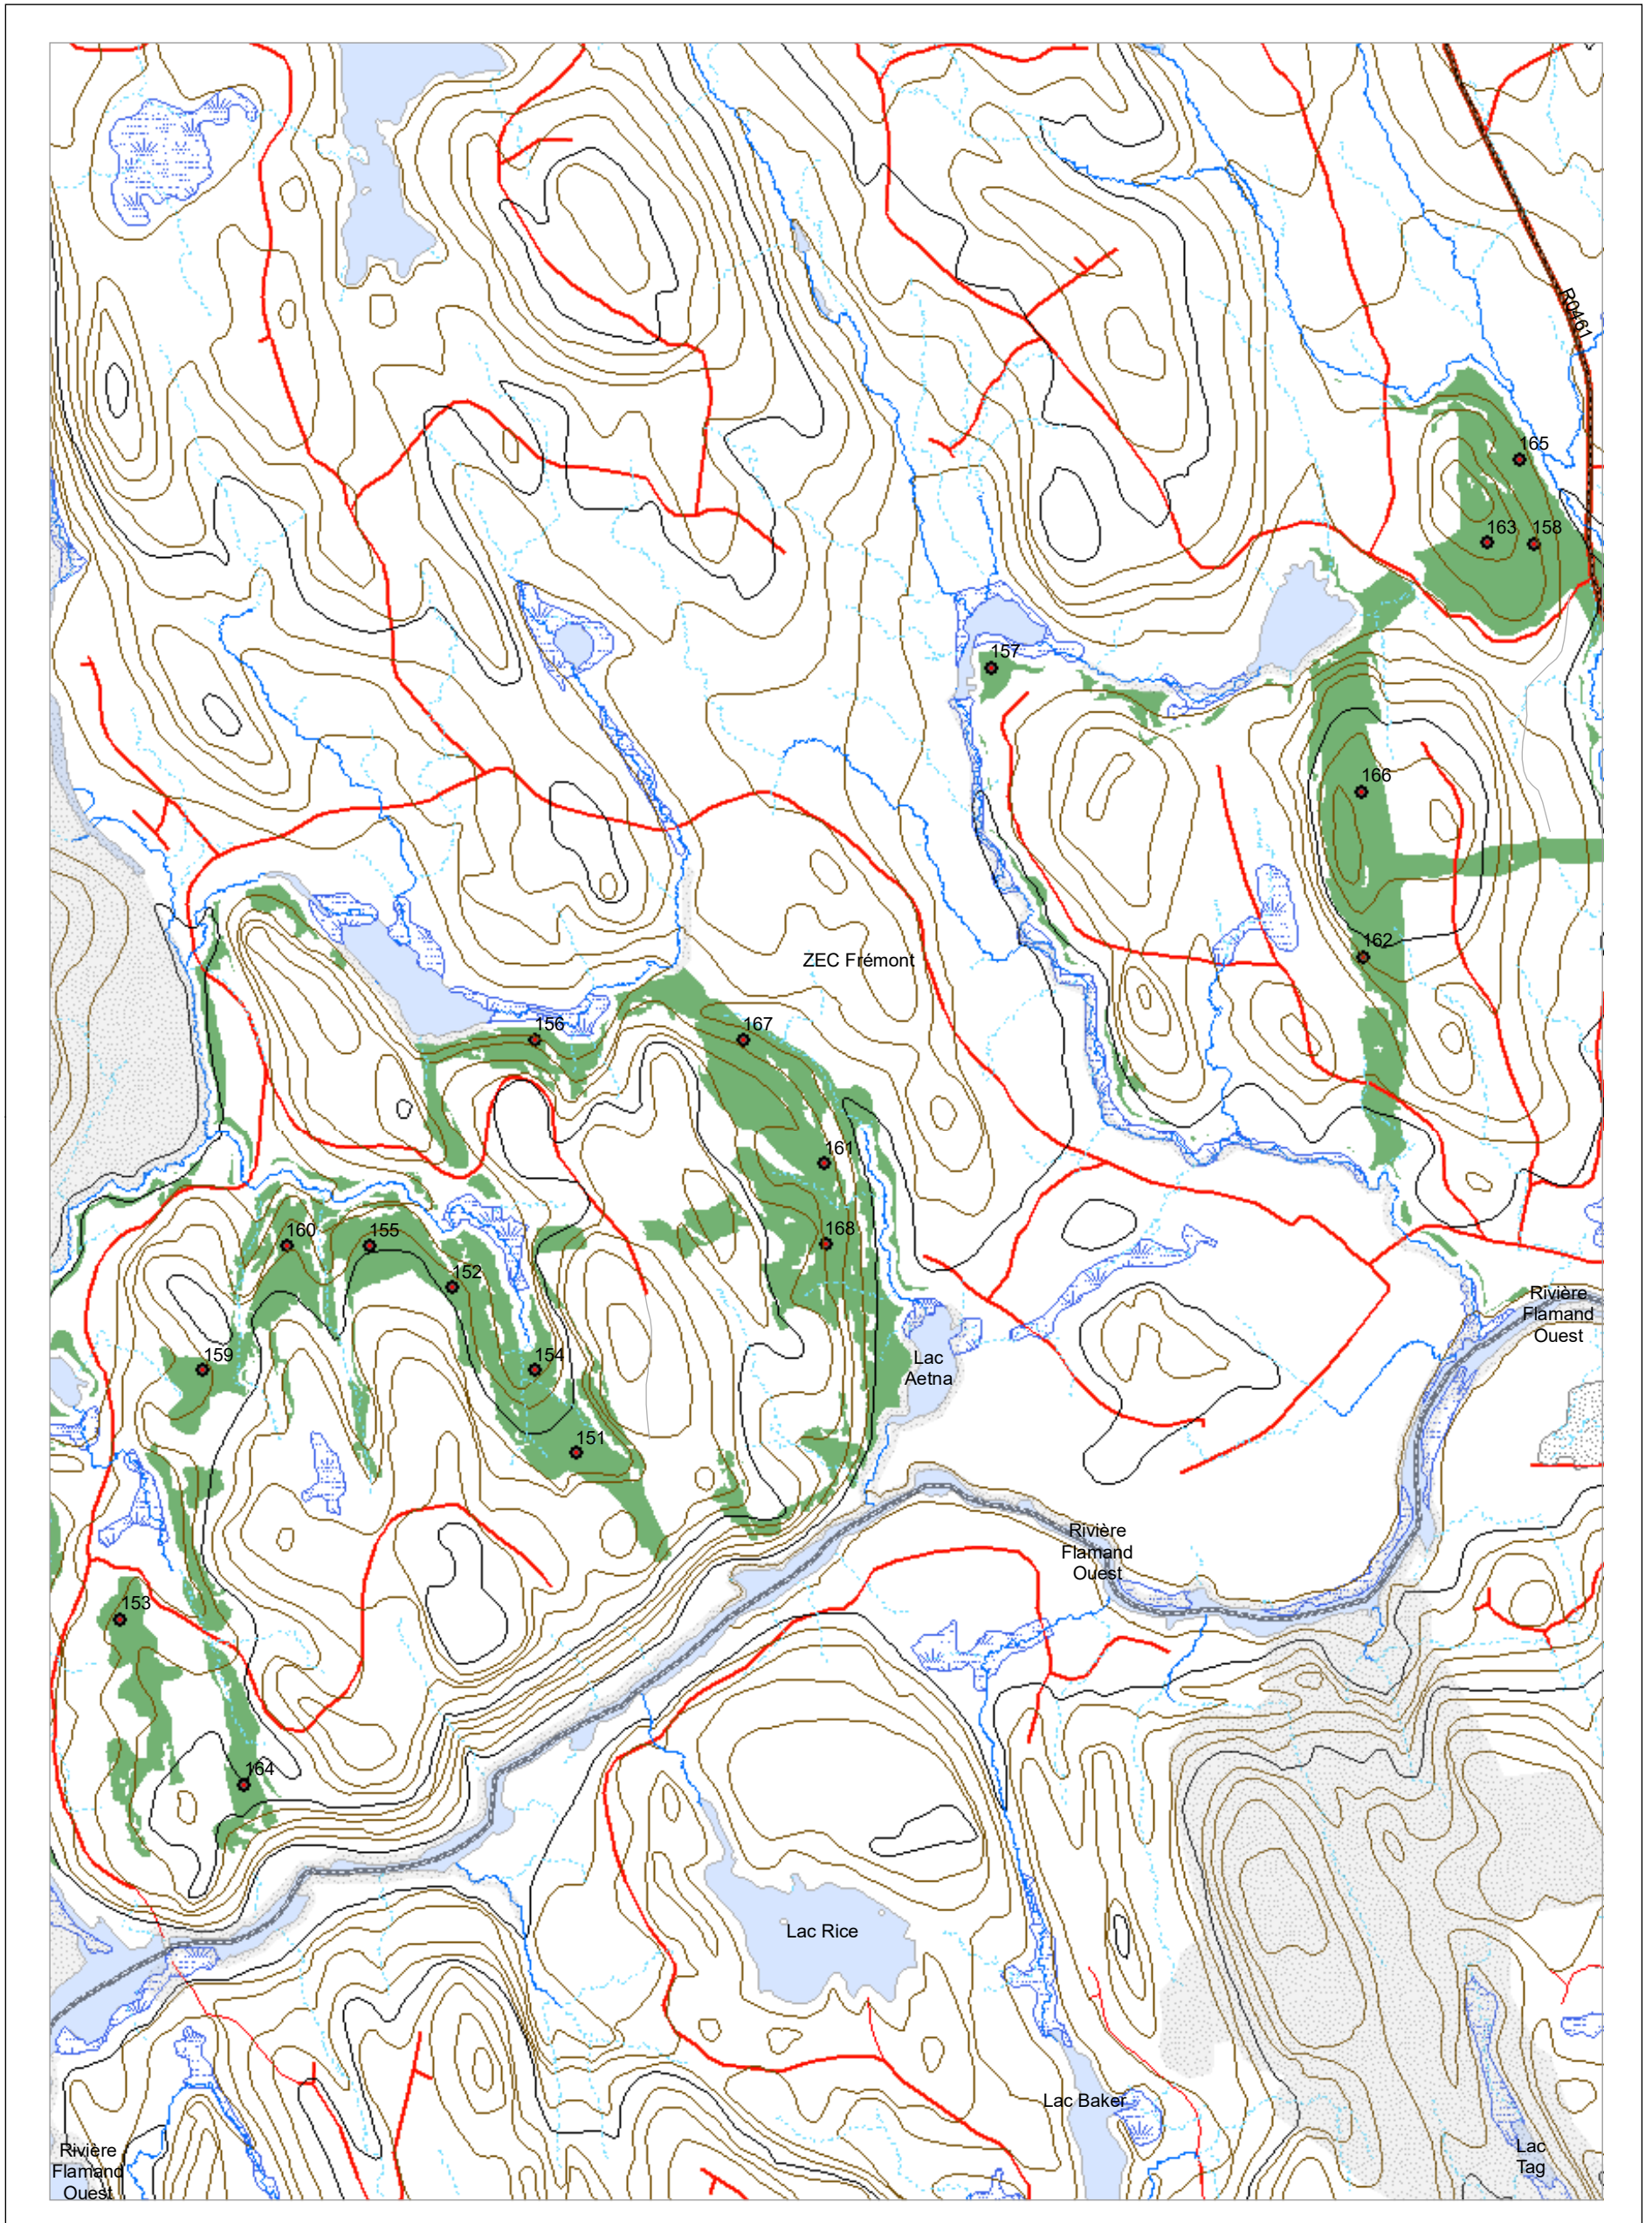 R0461
165
163
158
157
166
ZEC Frémont
162
156
167
161
160
155
168
152
Rivière
Flamand
Ouest
159
154
Lac
Aetna
151
Rivière
Flamand
Ouest
153
164
Lac Rice
Lac Baker
Rivière
Flamand
Ouest
Lac
Tag